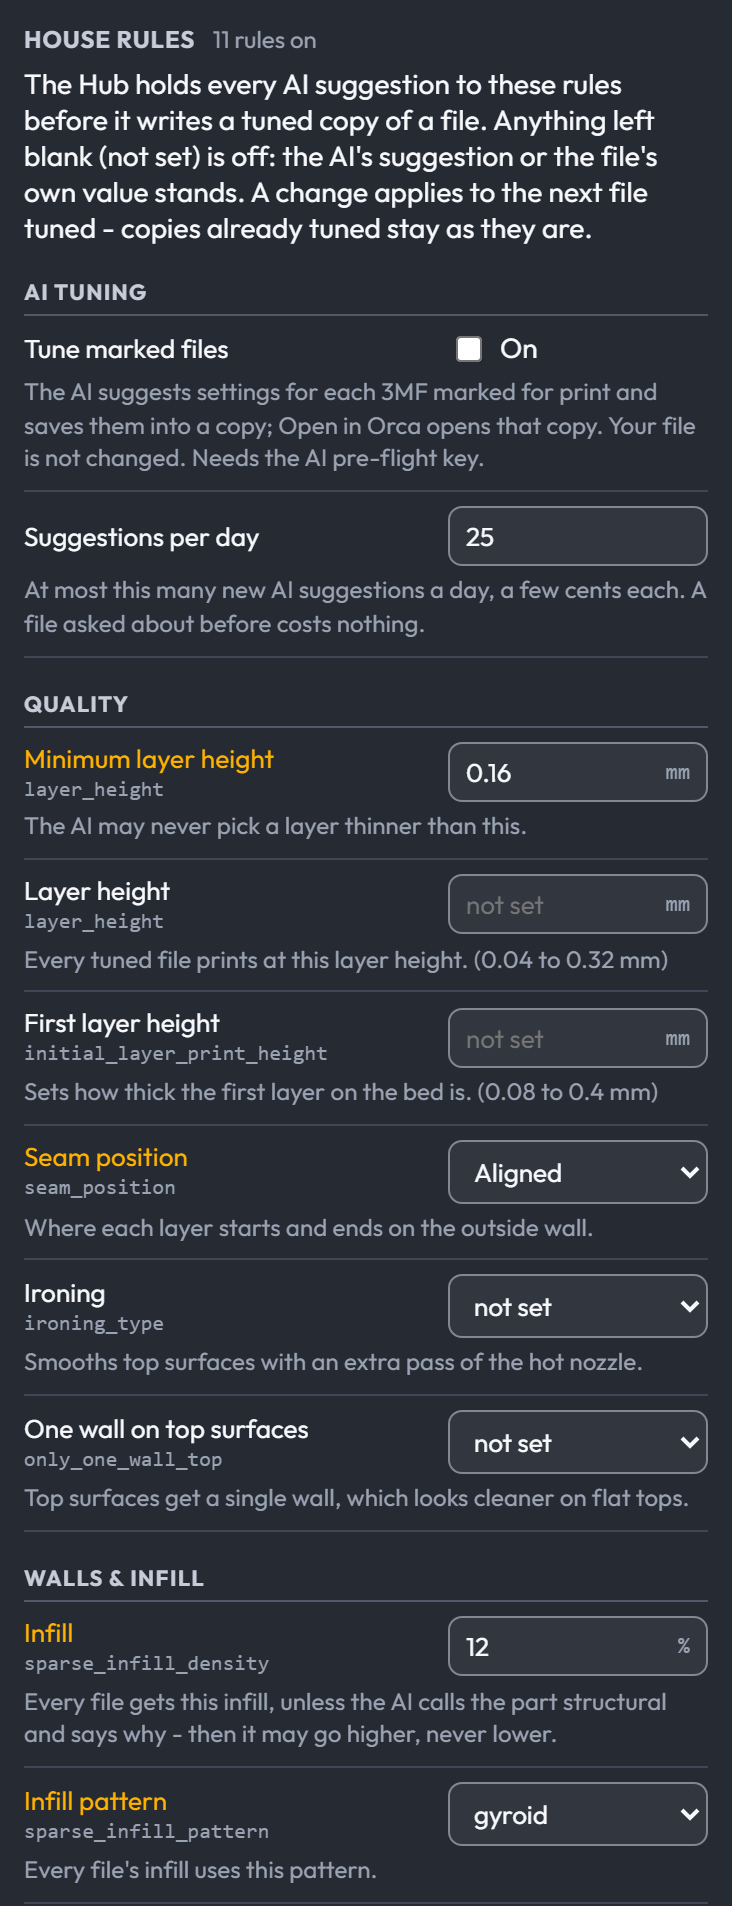 HOUSE RULES 11 rules on
The Hub holds every AI suggestion to these rules
before it writes a tuned copy of a file. Anything left
blank (not set) is off: the AI's suggestion or the file's
own value stands. A change applies to the next file
tuned - copies already tuned stay as they are.
AI TUNING
Tune marked files On
The AI suggests settings for each 3MF marked for print and
saves them into a copy; Open in Orca opens that copy. Your file
is not changed. Needs the AI pre-flight key.
Suggestions per day 25
At most this many new AI suggestions a day, a few cents each. A
file asked about before costs nothing.
QUALITY
Minimum layer height 0.16 mm
layer_height
The AI may never pick a layer thinner than this.
Layer height not set mm
layer_height
Every tuned file prints at this layer height. (0.04 to 0.32 mm)
First layer height not set mm
initial_layer_print_height
Sets how thick the first layer on the bed is. (0.08 to 0.4 mm)
Seam position Aligned
seam_position
Where each layer starts and ends on the outside wall.
Ironing not set
ironing_type
Smooths top surfaces with an extra pass of the hot nozzle.
One wall on top surfaces not set
only_one_wall_top
Top surfaces get a single wall, which looks cleaner on flat tops.
WALLS & INFILL
Infill 12 %
sparse_infill_density
Every file gets this infill, unless the AI calls the part structural
and says why - then it may go higher, never lower.
Infill pattern gyroid
sparse_infill_pattern
Every file's infill uses this pattern.